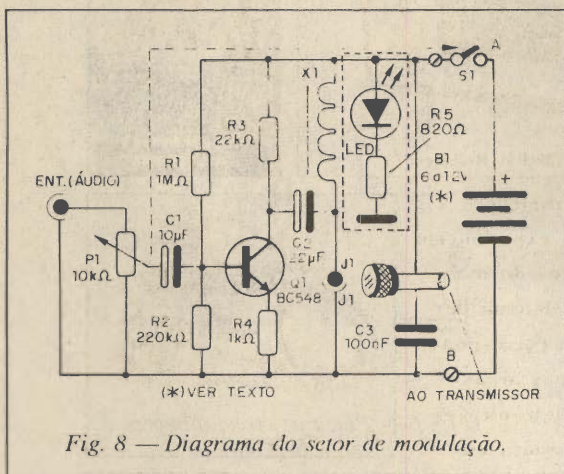 X1
A
S1
R3
22kΩ
R5
820Ω
LED
B1
6 a 12V
(*)
+
R1
1MΩ
ENT.(ÁUDIO)
C1
10µF
P1
10kΩ
C2
22µF
Q1
BC548
J1
J1
R2
220kΩ
R4
1kΩ
C3
100nF
B
(*)VER TEXTO
AO TRANSMISSOR
Fig. 8 — Diagrama do setor de modulação.